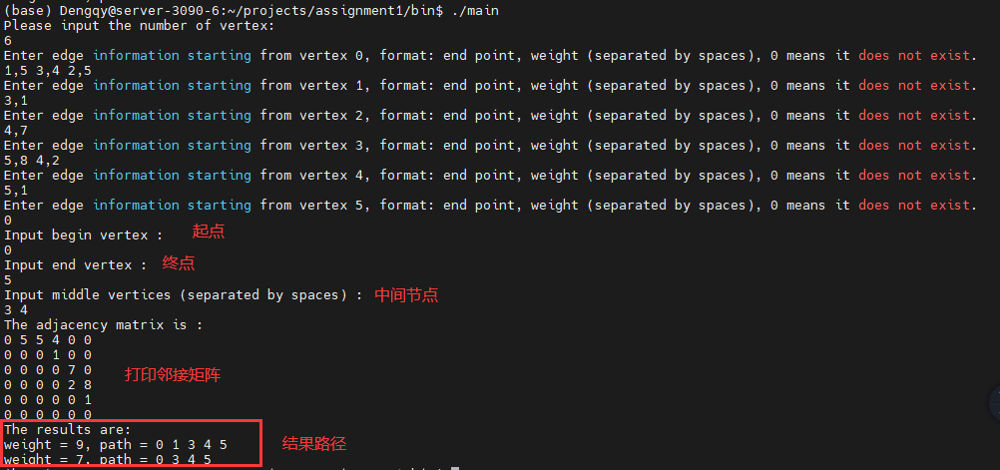 (base) Dengqy@server-3090-6:~/projects/assignment1/bin$ ./main
Please input the number of vertex:
6
Enter edge information starting from vertex 0, format: end point, weight (separated by spaces), 0 means it does not exist.
1,5 3,4 2,5
Enter edge information starting from vertex 1, format: end point, weight (separated by spaces), 0 means it does not exist.
3,1
Enter edge information starting from vertex 2, format: end point, weight (separated by spaces), 0 means it does not exist.
4,7
Enter edge information starting from vertex 3, format: end point, weight (separated by spaces), 0 means it does not exist.
5,8 4,2
Enter edge information starting from vertex 4, format: end point, weight (separated by spaces), 0 means it does not exist.
5,1
Enter edge information starting from vertex 5, format: end point, weight (separated by spaces), 0 means it does not exist.
0
Input begin vertex : 起点
0
Input end vertex : 终点
5
Input middle vertices (separated by spaces) : 中间节点
3 4
The adjacency matrix is :
0 5 5 4 0 0
0 0 0 1 0 0
0 0 0 0 7 0 打印邻接矩阵
0 0 0 0 2 8
0 0 0 0 0 1
0 0 0 0 0 0
The results are:
weight = 9, path = 0 1 3 4 5 结果路径
weight = 7, path = 0 3 4 5